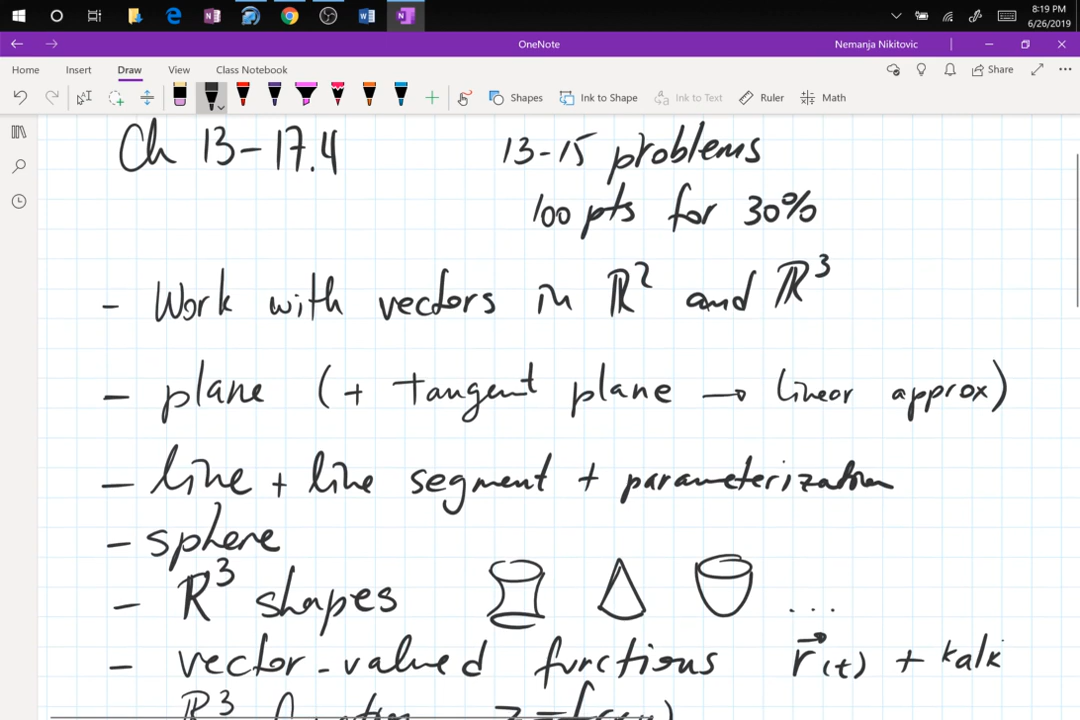 8:19 PM
6/26/2019
OneNote
Nemanja Nikitovic
Home Insert Draw View Class Notebook Share
Shapes Ink to Shape Ink to Text Ruler Math
Ch 13-17.4 13-15 problems
100 pts for 30%
- Work with vectors in ℝ² and ℝ³
- plane (+ tangent plane → linear approx)
- line + line segment + parameterization
- sphere
- ℝ³ shapes ...
- vector-valued functions r⃗(t) + kalk
ℝ³